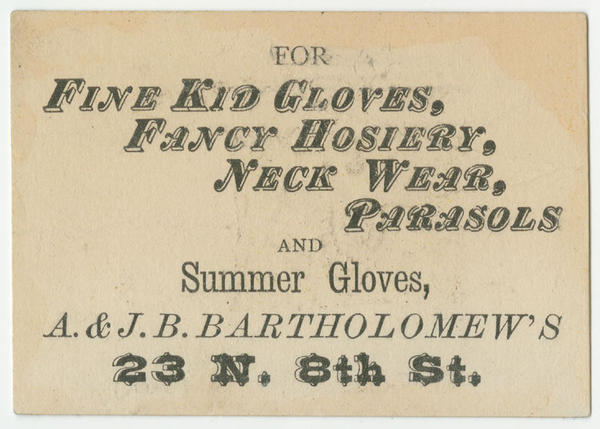 FOR
FINE KID GLOVES,
FANCY HOSIERY,
NECK WEAR,
PARASOLS
AND
Summer Gloves,
A. & J. B. BARTHOLOMEW'S
23 N. 8th St.